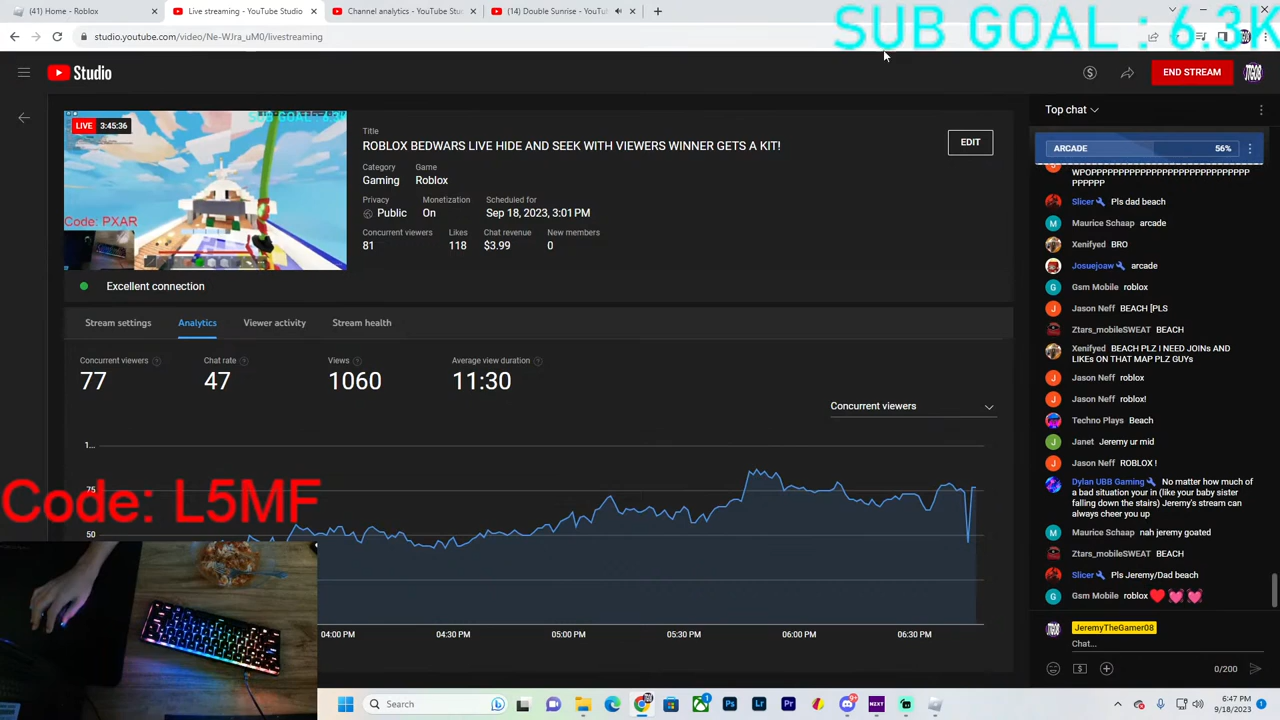 (41) Home - Roblox
Live streaming - YouTube Studio
Channel analytics - YouTube Studio
(14) Double Sunrise - YouTu
studio.youtube.com/video/Ne-WJra_uM0/livestreaming
SUB GOAL : 6.3K
Studio
END STREAM
LIVE 3:45:36
SUB GOAL : 6.3K
Code: PXAR
Title
ROBLOX BEDWARS LIVE HIDE AND SEEK WITH VIEWERS WINNER GETS A KIT!
EDIT
Category Game
Gaming Roblox
Privacy Monetization Scheduled for
Public On Sep 18, 2023, 3:01 PM
Concurrent viewers Likes Chat revenue New members
81 118 $3.99 0
Excellent connection
Stream settings Analytics Viewer activity Stream health
Concurrent viewers Chat rate Views Average view duration
77 47 1060 11:30
Concurrent viewers
1...
75
50
04:00 PM 04:30 PM 05:00 PM 05:30 PM 06:00 PM 06:30 PM
Code: L5MF
Top chat
ARCADE 56%
WPOPPPPPPPPPPPPPPPPPPPPPPPPPP
PPPPPP
Slicer Pls dad beach
Maurice Schaap arcade
Xenifyed BRO
Josuejoaw arcade
Gsm Mobile roblox
Jason Neff BEACH [PLS
Ztars_mobileSWEAT BEACH
Xenifyed BEACH PLZ I NEED JOINs AND
LIKEs ON THAT MAP PLZ GUYs
Jason Neff roblox
Jason Neff roblox!
Techno Plays Beach
Janet Jeremy ur mid
Jason Neff ROBLOX !
Dylan UBB Gaming No matter how much of
a bad situation your in (like your baby sister
falling down the stairs) Jeremy's stream can
always cheer you up
Maurice Schaap nah jeremy goated
Ztars_mobileSWEAT BEACH
Slicer Pls Jeremy/Dad beach
Gsm Mobile roblox
JeremyTheGamer08
Chat...
0/200
Search
6:47 PM
9/18/2023